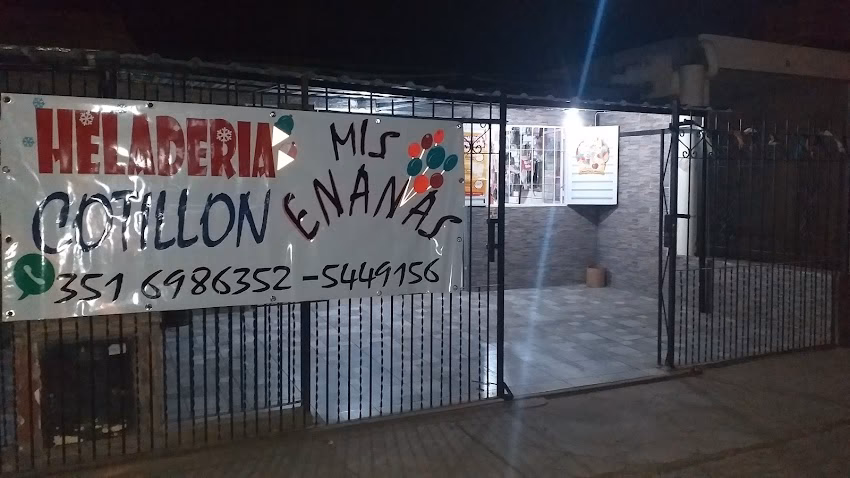 HELADERIA
COTILLON
MIS
ENANAS
351 6986352 - 5449156